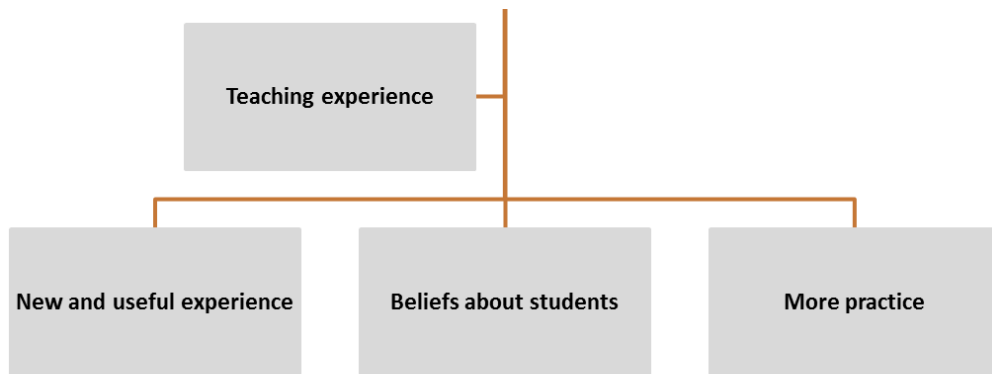 Teaching experience
New and useful experience
Beliefs about students
More practice